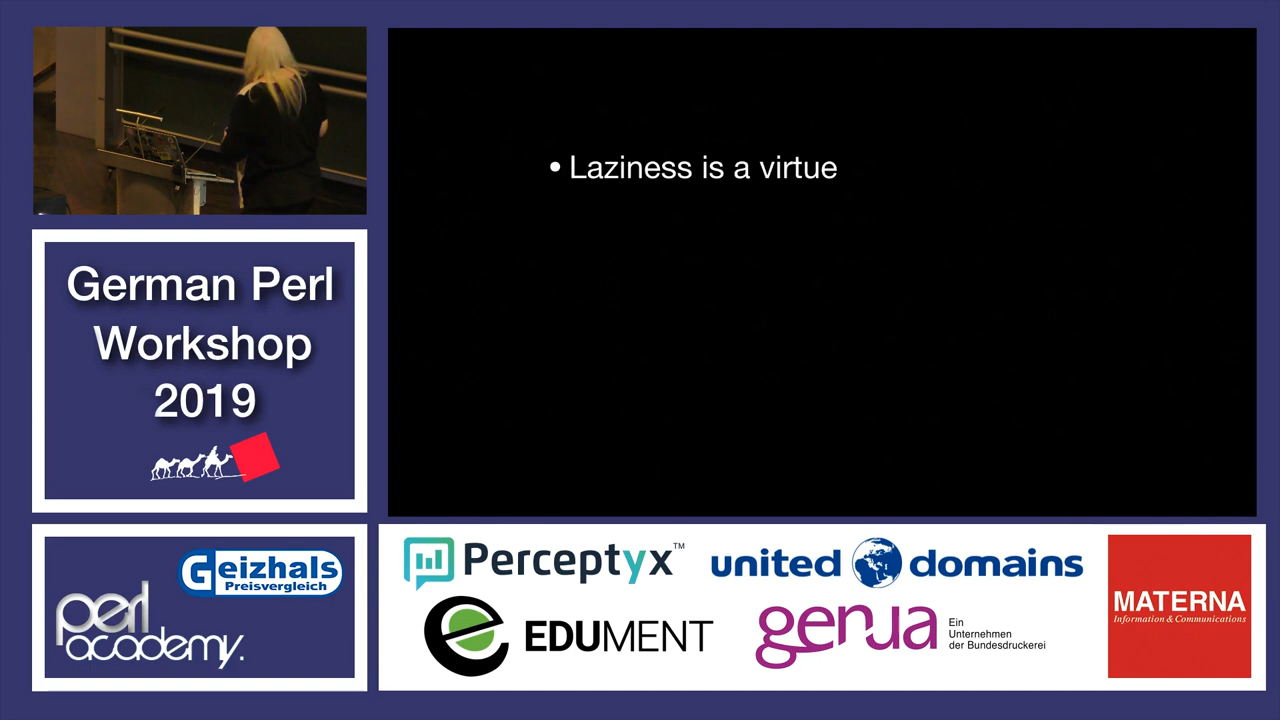 • Laziness is a virtue
German Perl
Workshop
2019
Geizhals
Preisvergleich
perl
academy.
Perceptyx™
united domains
EDUMENT
genua
Ein
Unternehmen
der Bundesdruckerei
MATERNA
Information & Communications